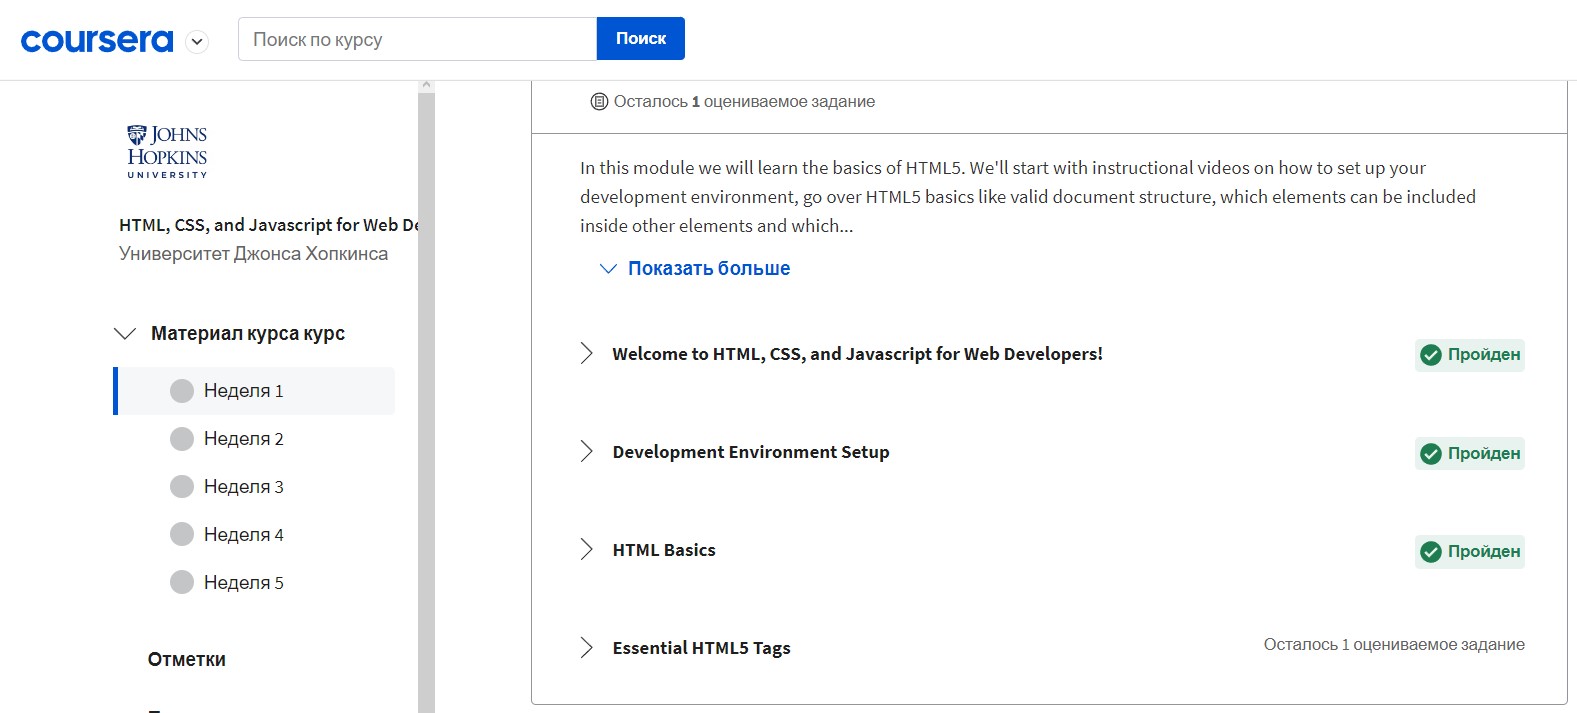 coursera
Поиск по курсу
Поиск
JOHNS
HOPKINS
UNIVERSITY
HTML, CSS, and Javascript for Web De
Университет Джонса Хопкинса
Материал курса курс
Неделя 1
Неделя 2
Неделя 3
Неделя 4
Неделя 5
Отметки
Осталось 1 оцениваемое задание
In this module we will learn the basics of HTML5. We'll start with instructional videos on how to set up your
development environment, go over HTML5 basics like valid document structure, which elements can be included
inside other elements and which...
Показать больше
Welcome to HTML, CSS, and Javascript for Web Developers!
Пройден
Development Environment Setup
Пройден
HTML Basics
Пройден
Essential HTML5 Tags
Осталось 1 оцениваемое задание